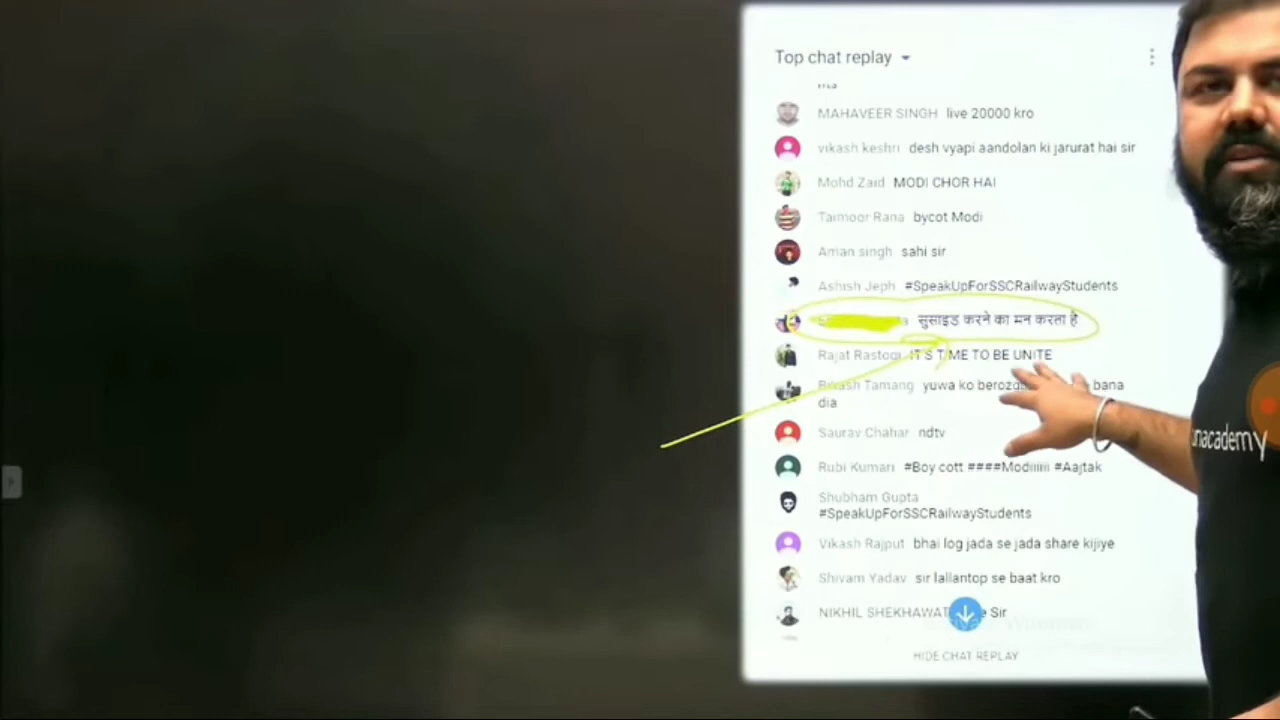 Top chat replay
MAHAVEER SINGH live 20000 kro
vikash keshri desh vyapi aandolan ki jarurat hai sir
Mohd Zaid MODI CHOR HAI
Taimoor Rana bycot Modi
Aman singh sahi sir
Ashish Jeph #SpeakUpForSSCRailwayStudents
सुसाइड करने का मन करता है
Rajat Rastogi IT'S TIME TO BE UNITE
Tamang yuwa ko bana
dia
Saurav Chahar ndtv
Rubi Kumari #Boy cott ####Modiiiiii #Aajtak
Shubham Gupta
#SpeakUpForSSCRailwayStudents
Vikash Rajput bhai log jada se jada share kijiye
Shivam Yadav sir lallantop se baat kro
NIKHIL SHEKHAWAT Sir
HIDE CHAT REPLAY
unacademy